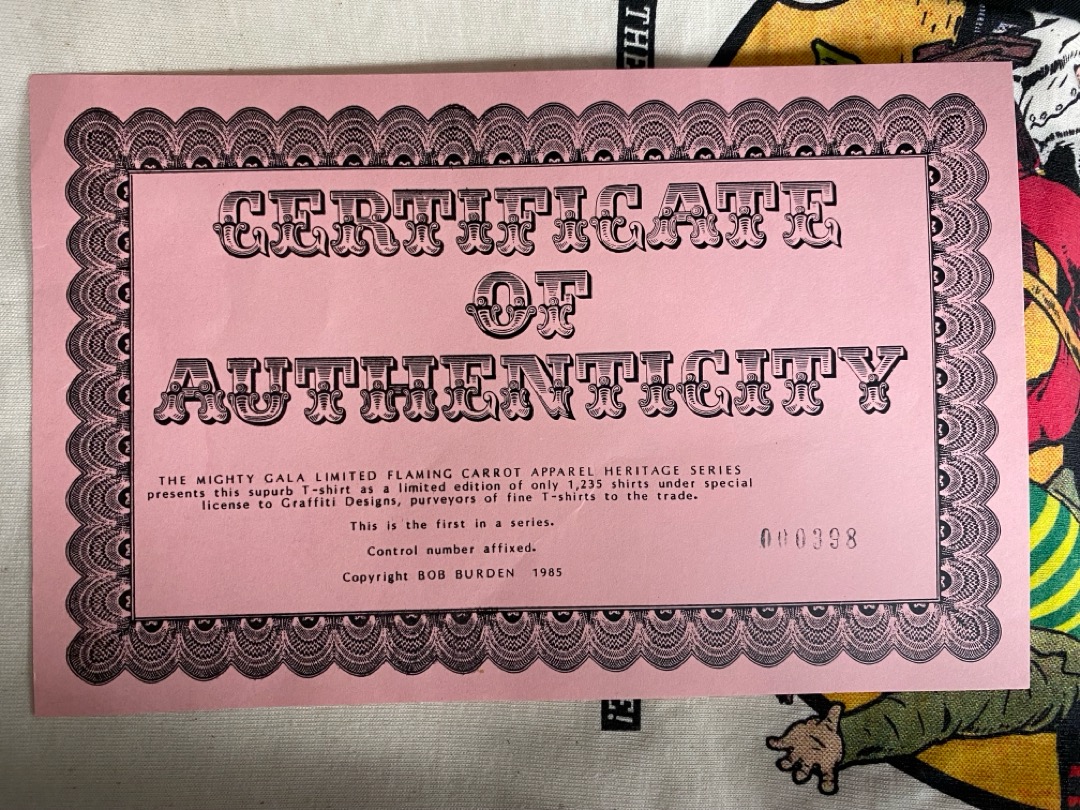 CERTIFICATE
OF
AUTHENTICITY
THE MIGHTY GALA LIMITED FLAMING CARROT APPAREL HERITAGE SERIES
presents this supurb T-shirt as a limited edition of only 1,235 shirts under special
license to Graffiti Designs, purveyors of fine T-shirts to the trade.
This is the first in a series.
Control number affixed.
000398
Copyright BOB BURDEN 1985
THE
E!